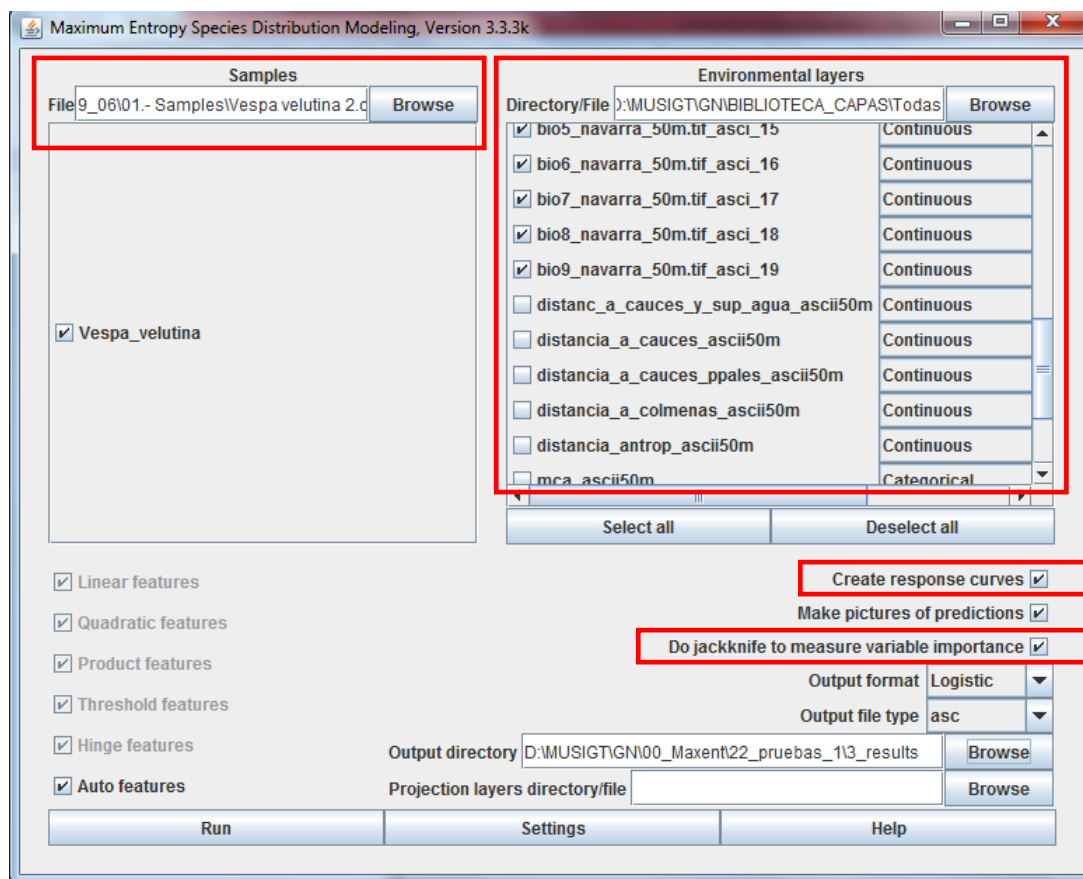 Maximum Entropy Species Distribution Modeling, Version 3.3.3k
Samples
File 9_06\01.- Samples\Vespa velutina 2.c Browse
Vespa_velutina
Environmental layers
Directory/File D:\MUSIGT\GN\BIBLIOTECA_CAPAS\Todas Browse
bio5_navarra_50m.tif_asci_15 Continuous
bio6_navarra_50m.tif_asci_16 Continuous
bio7_navarra_50m.tif_asci_17 Continuous
bio8_navarra_50m.tif_asci_18 Continuous
bio9_navarra_50m.tif_asci_19 Continuous
distanc_a_cauces_y_sup_agua_ascii50m Continuous
distancia_a_cauces_ascii50m Continuous
distancia_a_cauces_ppales_ascii50m Continuous
distancia_a_colmenas_ascii50m Continuous
distancia_antrop_ascii50m Continuous
mca_ascii50m Categorical
Select all Deselect all
Linear features
Quadratic features
Product features
Threshold features
Hinge features
Auto features
Create response curves
Make pictures of predictions
Do jackknife to measure variable importance
Output format Logistic
Output file type asc
Output directory D:\MUSIGT\GN\00_Maxent\22_pruebas_1\3_results Browse
Projection layers directory/file Browse
Run Settings Help